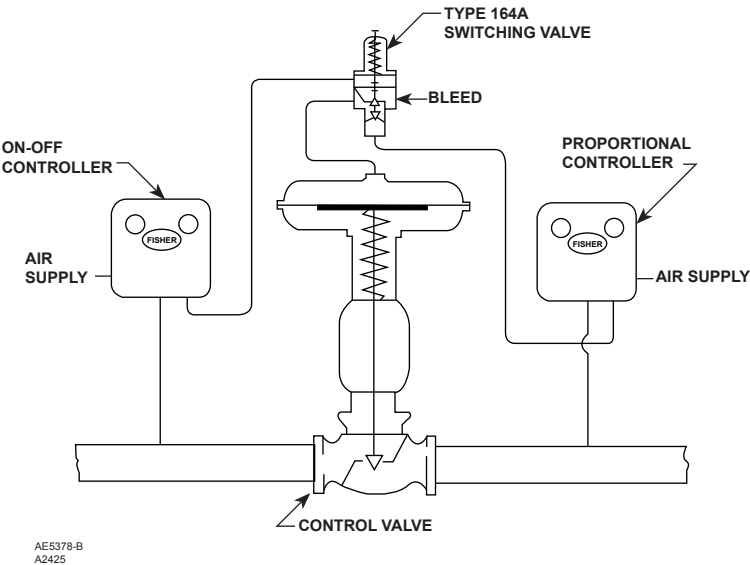 TYPE 164A
SWITCHING VALVE
BLEED
ON-OFF
CONTROLLER
PROPORTIONAL
CONTROLLER
FISHER
FISHER
AIR
SUPPLY
AIR SUPPLY
CONTROL VALVE
AE5378-B
A2425